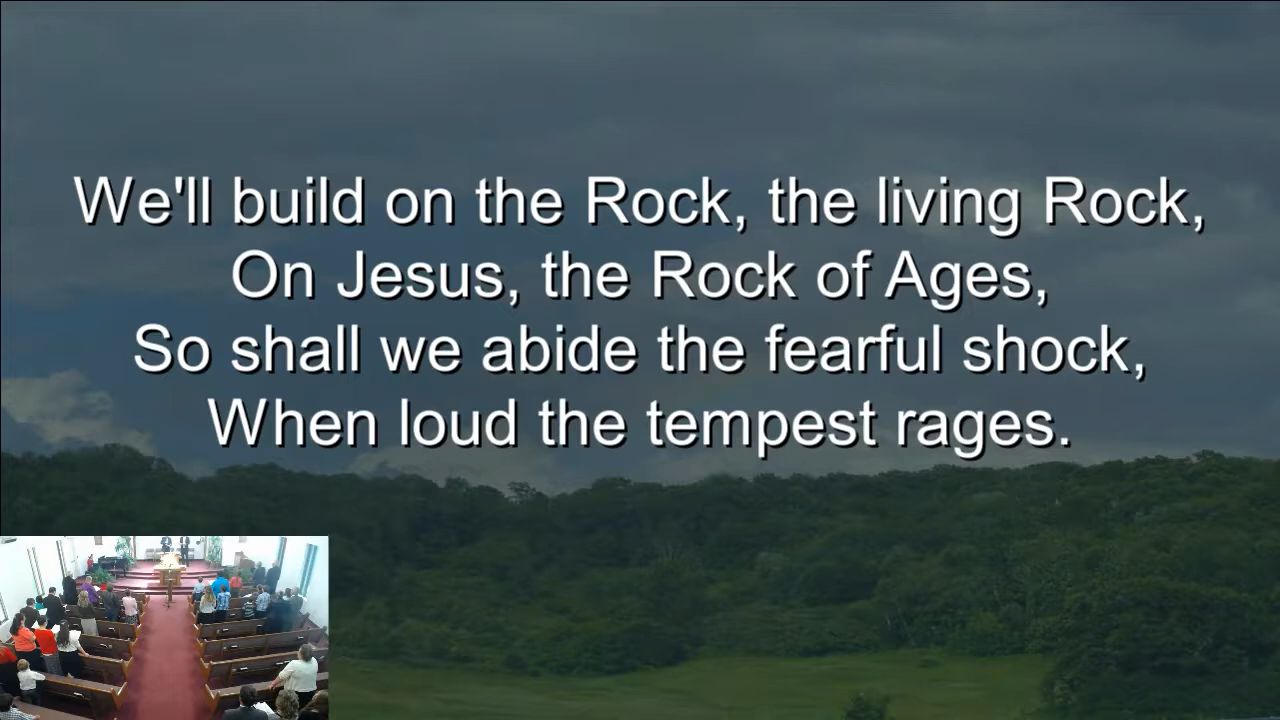 We'll build on the Rock, the living Rock,
On Jesus, the Rock of Ages,
So shall we abide the fearful shock,
When loud the tempest rages.